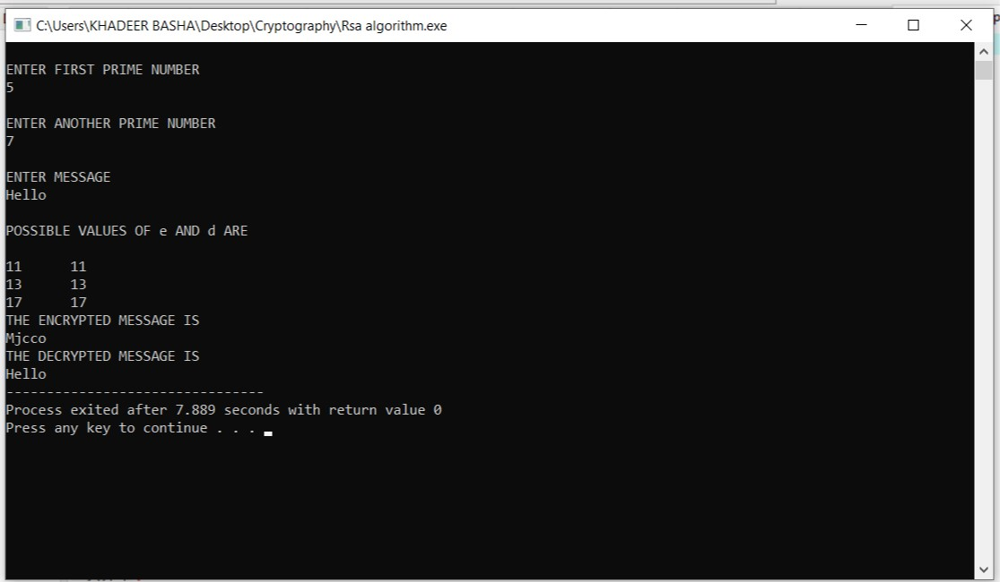 C:\Users\KHADEER BASHA\Desktop\Cryptography\Rsa algorithm.exe
ENTER FIRST PRIME NUMBER
5
ENTER ANOTHER PRIME NUMBER
7
ENTER MESSAGE
Hello
POSSIBLE VALUES OF e AND d ARE
11 11
13 13
17 17
THE ENCRYPTED MESSAGE IS
Mjcco
THE DECRYPTED MESSAGE IS
Hello
--------------------------------
Process exited after 7.889 seconds with return value 0
Press any key to continue . . .